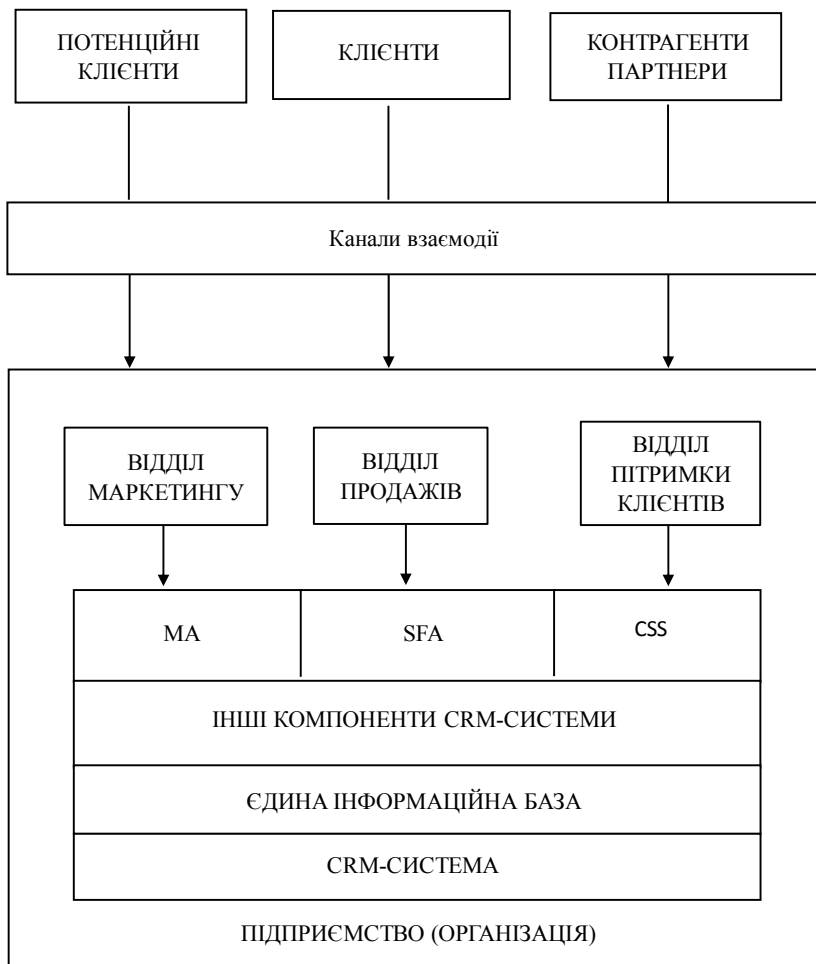 ПОТЕНЦІЙНІ
КЛІЄНТИ
КЛІЄНТИ
КОНТРАГЕНТИ
ПАРТНЕРИ
Канали взаємодії
ВІДДІЛ
МАРКЕТИНГУ
ВІДДІЛ
ПРОДАЖІВ
ВІДДІЛ
ПІТРИМКИ
КЛІЄНТІВ
МА
SFA
CSS
ІНШІ КОМПОНЕНТИ CRM-СИСТЕМИ
ЄДИНА ІНФОРМАЦІЙНА БАЗА
CRM-СИСТЕМА
ПІДПРИЄМСТВО (ОРГАНІЗАЦІЯ)